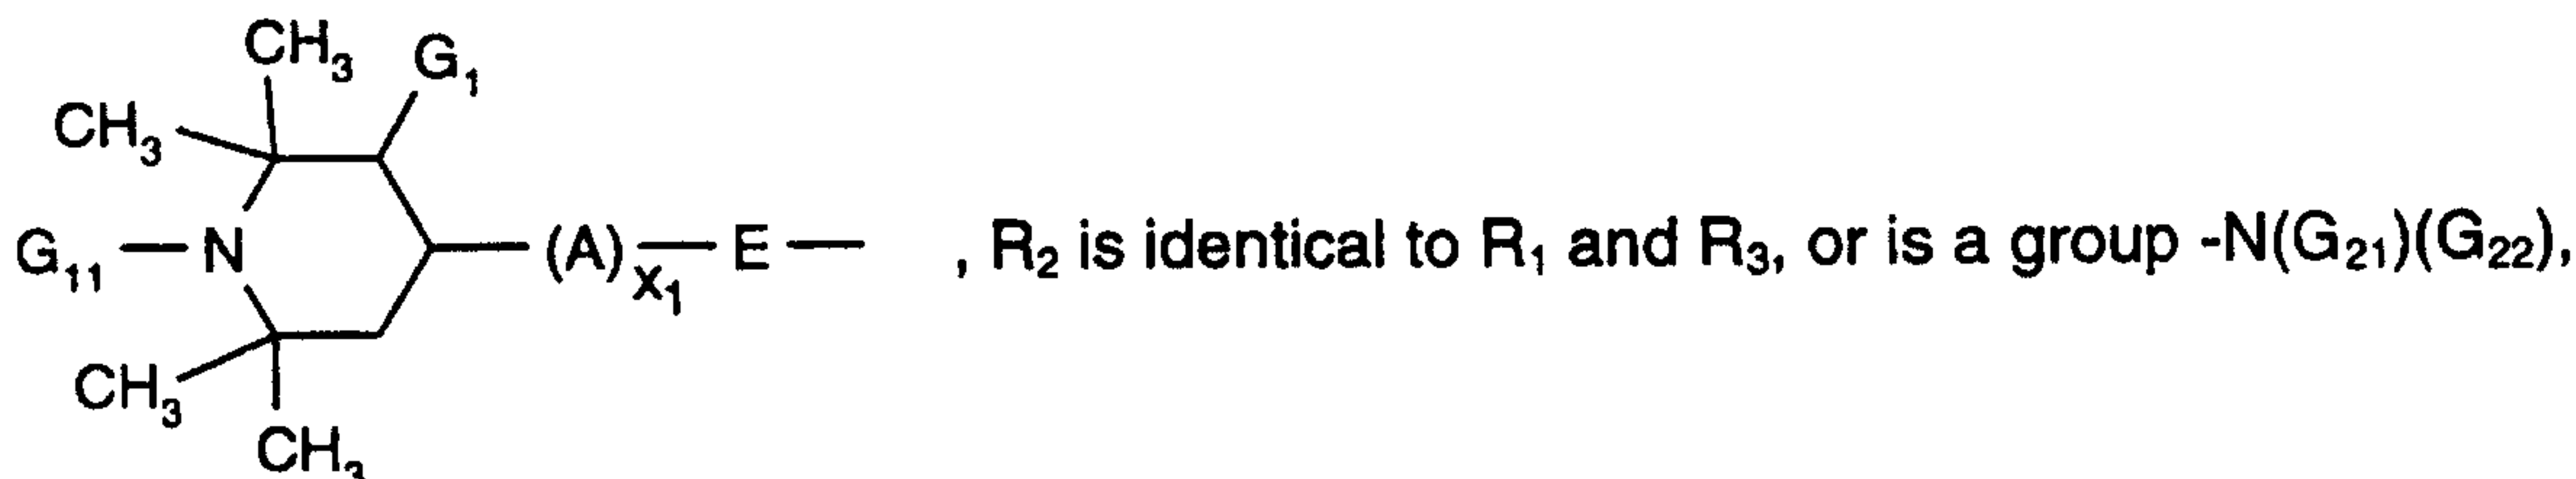 CH₃ G₁
CH₃
G₁₁ — N (A)x₁ — E — , R₂ is identical to R₁ and R₃, or is a group -N(G₂₁)(G₂₂),
CH₃
CH₃